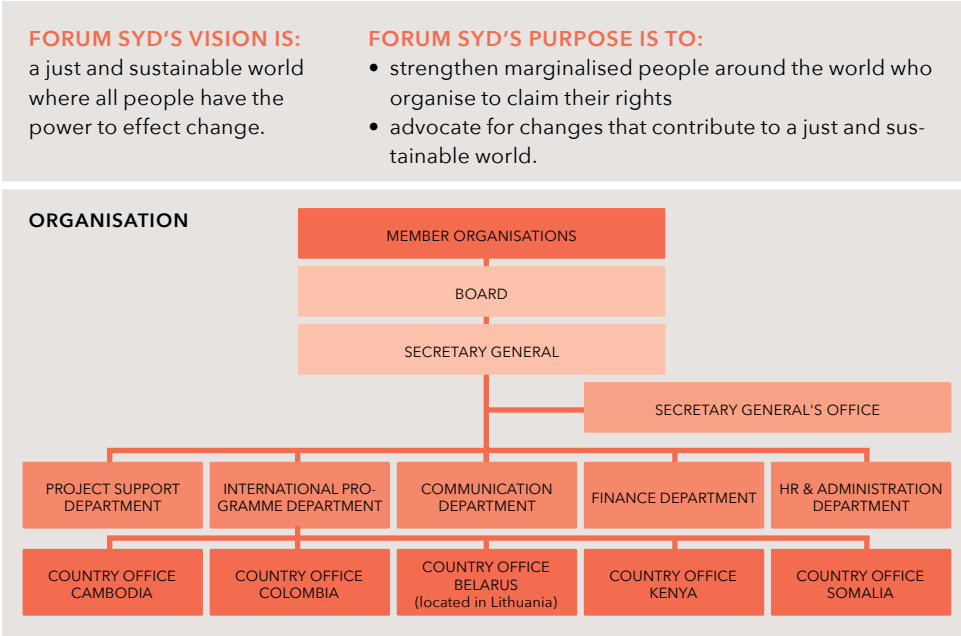 FORUM SYD'S VISION IS:
a just and sustainable world
where all people have the
power to effect change.
FORUM SYD'S PURPOSE IS TO:
• strengthen marginalised people around the world who
organise to claim their rights
• advocate for changes that contribute to a just and sus-
tainable world.
ORGANISATION
MEMBER ORGANISATIONS
BOARD
SECRETARY GENERAL
SECRETARY GENERAL'S OFFICE
PROJECT SUPPORT
DEPARTMENT
INTERNATIONAL PRO-
GRAMME DEPARTMENT
COMMUNICATION
DEPARTMENT
FINANCE DEPARTMENT
HR & ADMINISTRATION
DEPARTMENT
COUNTRY OFFICE
CAMBODIA
COUNTRY OFFICE
COLOMBIA
COUNTRY OFFICE
BELARUS
(located in Lithuania)
COUNTRY OFFICE
KENYA
COUNTRY OFFICE
SOMALIA